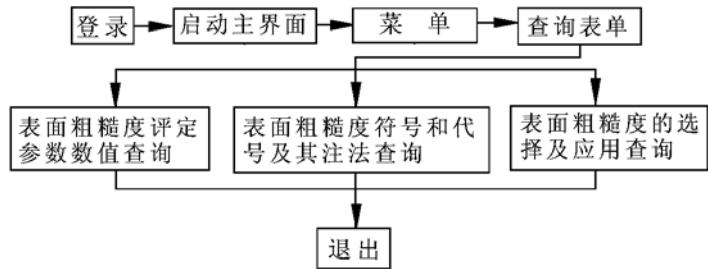 登录
启动主界面
菜 单
查询表单
表面粗糙度评定
参数数值查询
表面粗糙度符号和代
号及其注法查询
表面粗糙度的选
择及应用查询
退出